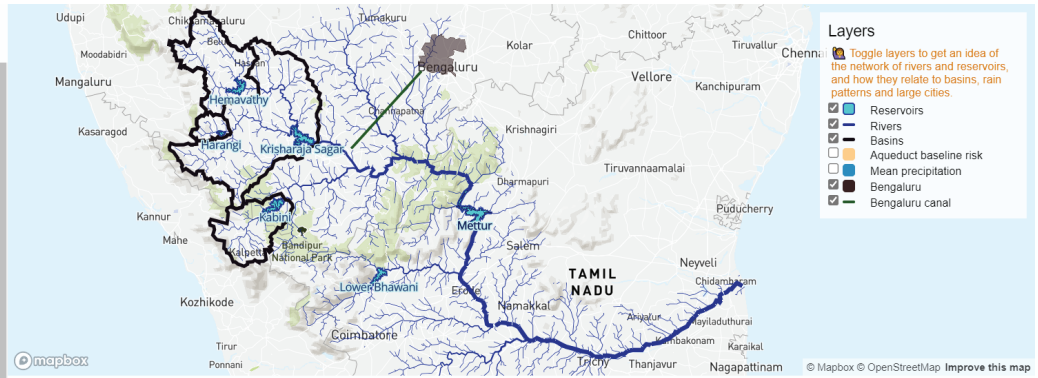 Udupi
Chikkamagaluru
Tumakuru
Moodabidri
Belu
Hassan
Kolar
Chittoor
Tiruvallur
Chennai
Bengaluru
Mangaluru
Hemavathy
Vellore
Kanchipuram
Channapatna
Kasaragod
Harangi
Krisharaja Sagar
Krishnagiri
Tiruvannaamalai
Dharmapuri
Kannur
Kabini
Puducherry
Mettur
Mahe
Kalpetta
Bandipur
National Park
Salem
Neyveli
TAMIL
NADU
Chidambaram
Lower Bhawani
Erode
Kozhikode
Namakkal
Ariyalur
Mayiladuthurai
Coimbatore
Kumbakonam
Karaikal
Tirur
Ponnani
Trichy
Thanjavur
Nagapattinam
Layers
🙋 Toggle layers to get an idea of
the network of rivers and reservoirs,
and how they relate to basins, rain
patterns and large cities.
Reservoirs
Rivers
Basins
Aqueduct baseline risk
Mean precipitation
Bengaluru
Bengaluru canal
mapbox
© Mapbox © OpenStreetMap Improve this map